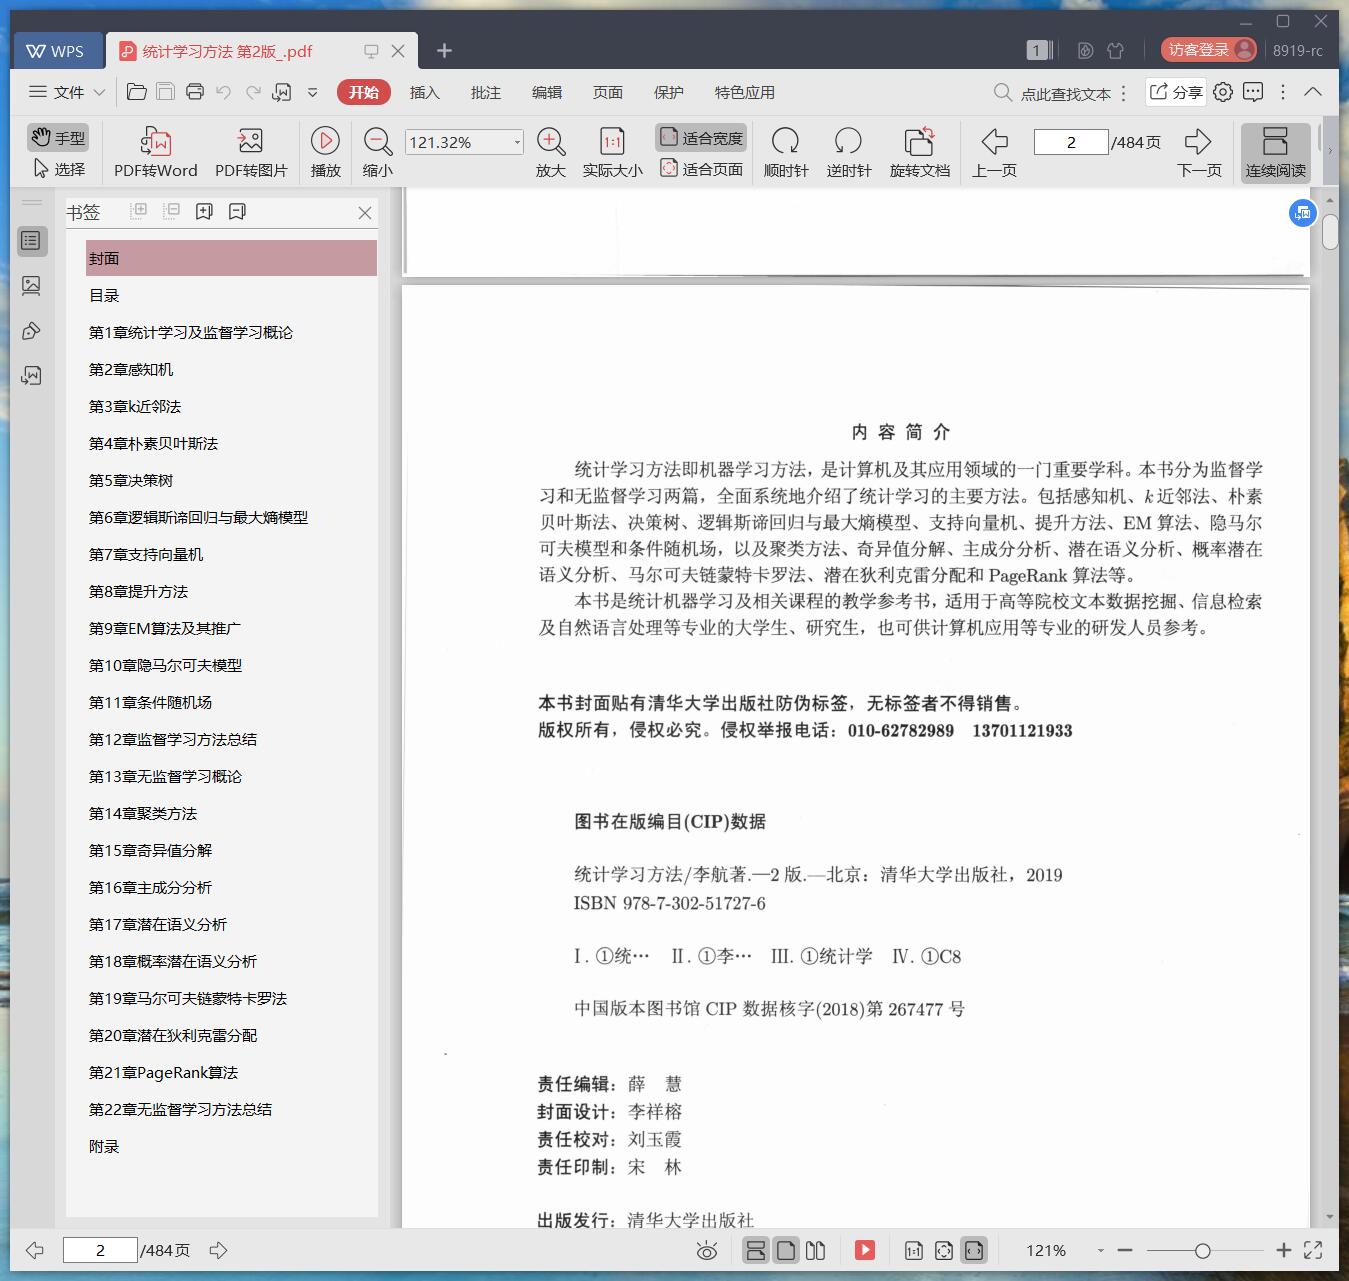 WPS
统计学习方法 第2版_.pdf
1
访客登录
8919-rc
文件
开始
插入
批注
编辑
页面
保护
特色应用
点此查找文本
分享
手型
选择
PDF转Word
PDF转图片
播放
缩小
121.32%
放大
1:1
实际大小
适合宽度
适合页面
顺时针
逆时针
旋转文档
上一页
2
/484页
下一页
连续阅读
书签
封面
目录
第1章统计学习及监督学习概论
第2章感知机
第3章k近邻法
第4章朴素贝叶斯法
第5章决策树
第6章逻辑斯谛回归与最大熵模型
第7章支持向量机
第8章提升方法
第9章EM算法及其推广
第10章隐马尔可夫模型
第11章条件随机场
第12章监督学习方法总结
第13章无监督学习概论
第14章聚类方法
第15章奇异值分解
第16章主成分分析
第17章潜在语义分析
第18章概率潜在语义分析
第19章马尔可夫链蒙特卡罗法
第20章潜在狄利克雷分配
第21章PageRank算法
第22章无监督学习方法总结
附录
内 容 简 介
统计学习方法即机器学习方法，是计算机及其应用领域的一门重要学科。本书分为监督学
习和无监督学习两篇，全面系统地介绍了统计学习的主要方法。包括感知机、k 近邻法、朴素
贝叶斯法、决策树、逻辑斯谛回归与最大熵模型、支持向量机、提升方法、EM 算法、隐马尔
可夫模型和条件随机场，以及聚类方法、奇异值分解、主成分分析、潜在语义分析、概率潜在
语义分析、马尔可夫链蒙特卡罗法、潜在狄利克雷分配和 PageRank 算法等。
本书是统计机器学习及相关课程的教学参考书，适用于高等院校文本数据挖掘、信息检索
及自然语言处理等专业的大学生、研究生，也可供计算机应用等专业的研发人员参考。
本书封面贴有清华大学出版社防伪标签，无标签者不得销售。
版权所有，侵权必究。侵权举报电话：010-62782989 13701121933
图书在版编目(CIP)数据
统计学习方法/李航著.—2 版.—北京：清华大学出版社，2019
ISBN 978-7-302-51727-6
Ⅰ. ①统… Ⅱ. ①李… Ⅲ. ①统计学 Ⅳ. ①C8
中国版本图书馆 CIP 数据核字(2018)第 267477 号
责任编辑：薛 慧
封面设计：李祥榕
责任校对：刘玉霞
责任印制：宋 林
出版发行：清华大学出版社
2
/484页
1:1
121%